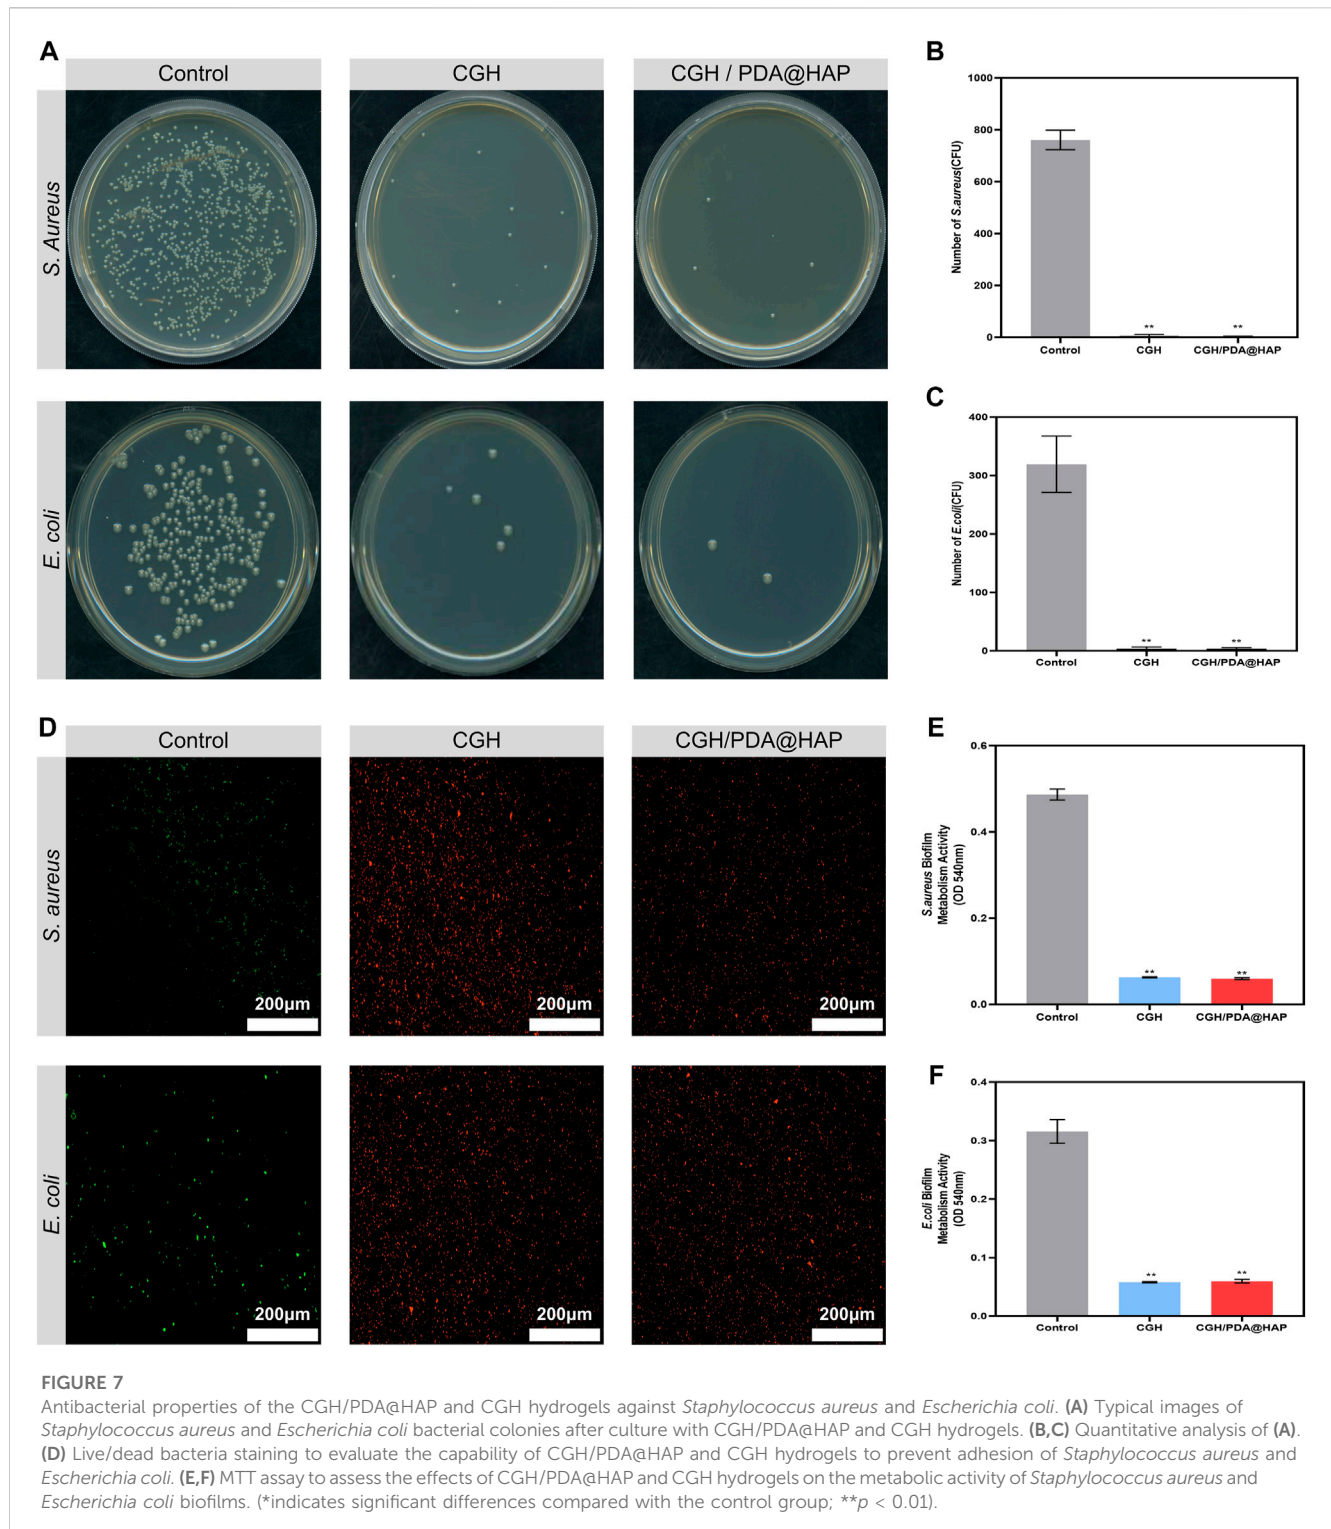 A
Control
CGH
CGH / PDA@HAP
S. Aureus
E. coli
B
1000
800
600
400
200
0
Number of S.aureus(CFU)
**
**
Control
CGH
CGH/PDA@HAP
C
400
300
200
100
0
Number of E.coli(CFU)
**
**
Control
CGH
CGH/PDA@HAP
D
Control
CGH
CGH/PDA@HAP
S. aureus
200μm
200μm
200μm
E. coli
200μm
200μm
200μm
E
0.6
0.4
0.2
0.0
S.aureus Biofilm
Metabolism Activity
(OD 540nm)
**
**
Control
CGH
CGH/PDA@HAP
F
0.4
0.3
0.2
0.1
0.0
E.coli Biofilm
Metabolism Activity
(OD 540nm)
**
**
Control
CGH
CGH/PDA@HAP
FIGURE 7
Antibacterial properties of the CGH/PDA@HAP and CGH hydrogels against Staphylococcus aureus and Escherichia coli. (A) Typical images of
Staphylococcus aureus and Escherichia coli bacterial colonies after culture with CGH/PDA@HAP and CGH hydrogels. (B,C) Quantitative analysis of (A).
(D) Live/dead bacteria staining to evaluate the capability of CGH/PDA@HAP and CGH hydrogels to prevent adhesion of Staphylococcus aureus and
Escherichia coli. (E,F) MTT assay to assess the effects of CGH/PDA@HAP and CGH hydrogels on the metabolic activity of Staphylococcus aureus and
Escherichia coli biofilms. (*indicates significant differences compared with the control group; **p < 0.01).